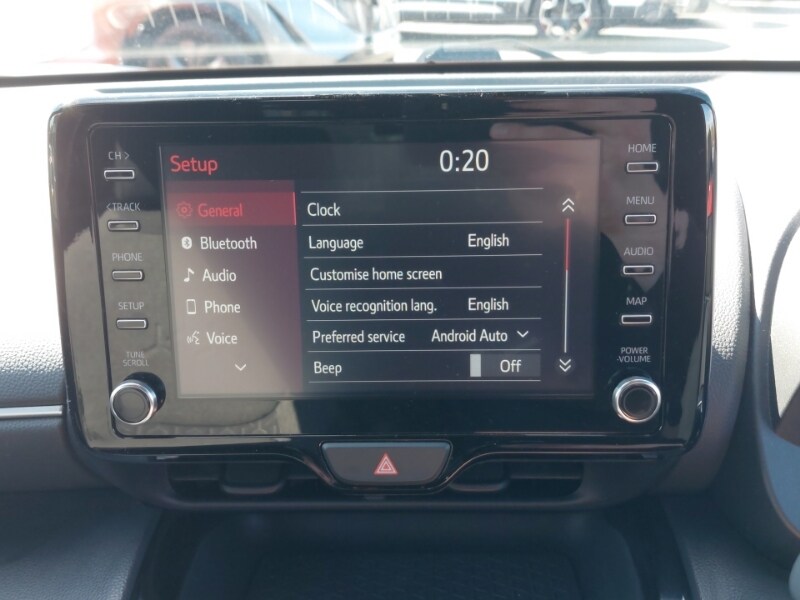 CH >
<TRACK
PHONE
SETUP
TUNE
SCROLL
Setup
0:20
General
Bluetooth
Audio
Phone
Voice
Clock
Language English
Customise home screen
Voice recognition lang. English
Preferred service Android Auto
Beep Off
HOME
MENU
AUDIO
MAP
POWER
-VOLUME